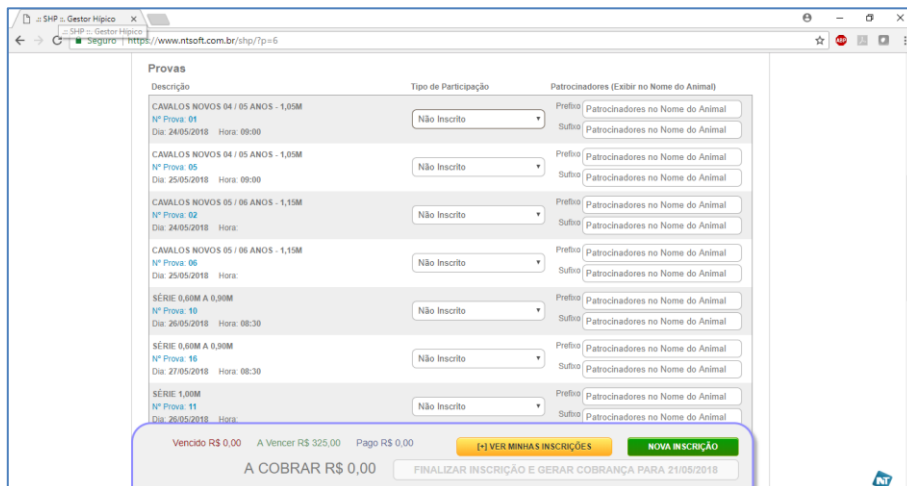 .:: SHP ::. Gestor Hípico
.:: SHP ::. Gestor Hípico
Seguro https://www.ntsoft.com.br/shp/?p=6
ABP
Provas
Descrição Tipo de Participação Patrocinadores (Exibir no Nome do Animal)
CAVALOS NOVOS 04 / 05 ANOS - 1,05M
Nº Prova: 01
Dia: 24/05/2018 Hora: 09:00
Não Inscrito
Prefixo Patrocinadores no Nome do Animal
Sufixo Patrocinadores no Nome do Animal
CAVALOS NOVOS 04 / 05 ANOS - 1,05M
Nº Prova: 05
Dia: 25/05/2018 Hora: 09:00
Não Inscrito
Prefixo Patrocinadores no Nome do Animal
Sufixo Patrocinadores no Nome do Animal
CAVALOS NOVOS 05 / 06 ANOS - 1,15M
Nº Prova: 02
Dia: 24/05/2018 Hora:
Não Inscrito
Prefixo Patrocinadores no Nome do Animal
Sufixo Patrocinadores no Nome do Animal
CAVALOS NOVOS 05 / 06 ANOS - 1,15M
Nº Prova: 06
Dia: 25/05/2018 Hora:
Não Inscrito
Prefixo Patrocinadores no Nome do Animal
Sufixo Patrocinadores no Nome do Animal
SÉRIE 0,60M A 0,90M
Nº Prova: 10
Dia: 26/05/2018 Hora: 08:30
Não Inscrito
Prefixo Patrocinadores no Nome do Animal
Sufixo Patrocinadores no Nome do Animal
SÉRIE 0,60M A 0,90M
Nº Prova: 16
Dia: 27/05/2018 Hora: 08:30
Não Inscrito
Prefixo Patrocinadores no Nome do Animal
Sufixo Patrocinadores no Nome do Animal
SÉRIE 1,00M
Nº Prova: 11
Dia: 26/05/2018 Hora:
Não Inscrito
Prefixo Patrocinadores no Nome do Animal
Sufixo Patrocinadores no Nome do Animal
Vencido R$ 0,00 A Vencer R$ 325,00 Pago R$ 0,00
[+] VER MINHAS INSCRIÇÕES NOVA INSCRIÇÃO
A COBRAR R$ 0,00 FINALIZAR INSCRIÇÃO E GERAR COBRANÇA PARA 21/05/2018
NT